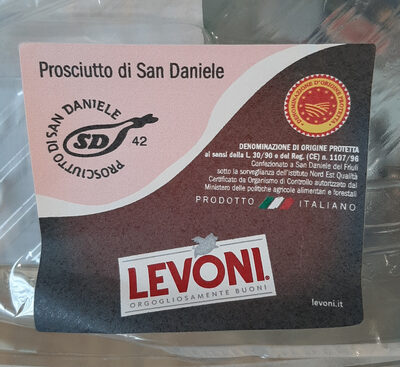 Prosciutto di San Daniele
PROSCIUTTO DI SAN DANIELE
SD
42
DENOMINAZIONE D'ORIGINE PROTETTA
DENOMINAZIONE DI ORIGINE PROTETTA
ai sensi della L. 30/90 e del Reg. (CE) n. 1107/96
Confezionato a San Daniele del Friuli
sotto la sorveglianza dell'istituto Nord Est Qualità
Certificato da Organismo di Controllo autorizzato dal
Ministero delle politiche agricole alimentari e forestali
PRODOTTO ITALIANO
LEVONI®
ORGOGLIOSAMENTE BUONI
levoni.it